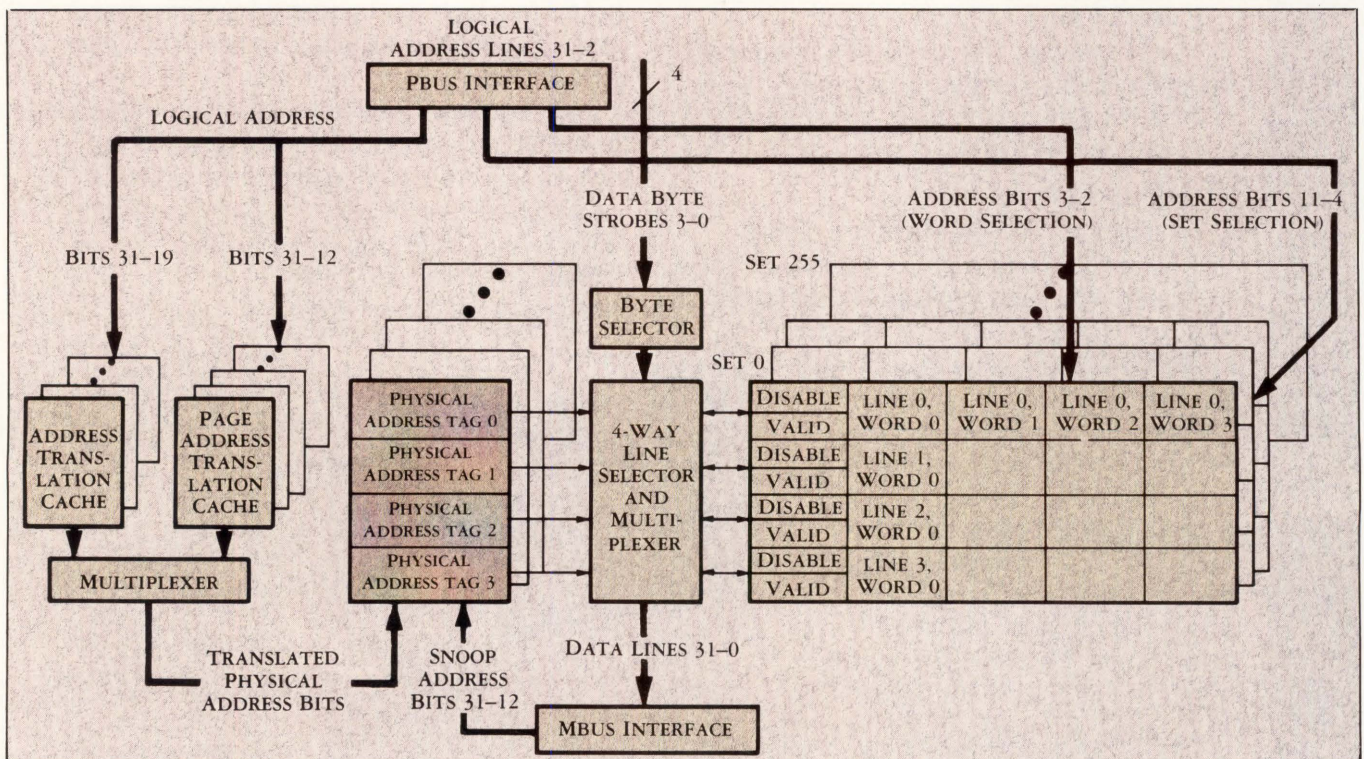 LOGICAL
ADDRESS LINES 31–2
PBUS INTERFACE
4
LOGICAL ADDRESS
DATA BYTE
STROBES 3–0
ADDRESS BITS 3–2
(WORD SELECTION)
ADDRESS BITS 11–4
(SET SELECTION)
BITS 31–19
BITS 31–12
SET 255
BYTE
SELECTOR
SET 0
ADDRESS
TRANS-
LATION
CACHE
PAGE
ADDRESS
TRANS-
LATION
CACHE
MULTIPLEXER
PHYSICAL
ADDRESS TAG 0
PHYSICAL
ADDRESS TAG 1
PHYSICAL
ADDRESS TAG 2
PHYSICAL
ADDRESS TAG 3
4-WAY
LINE
SELECTOR
AND
MULTI-
PLEXER
DISABLE
VALID
LINE 0,
WORD 0
LINE 0,
WORD 1
LINE 0,
WORD 2
LINE 0,
WORD 3
DISABLE
VALID
LINE 1,
WORD 0
DISABLE
VALID
LINE 2,
WORD 0
DISABLE
VALID
LINE 3,
WORD 0
TRANSLATED
PHYSICAL
ADDRESS BITS
SNOOP
ADDRESS
BITS 31–12
DATA LINES 31–0
MBUS INTERFACE